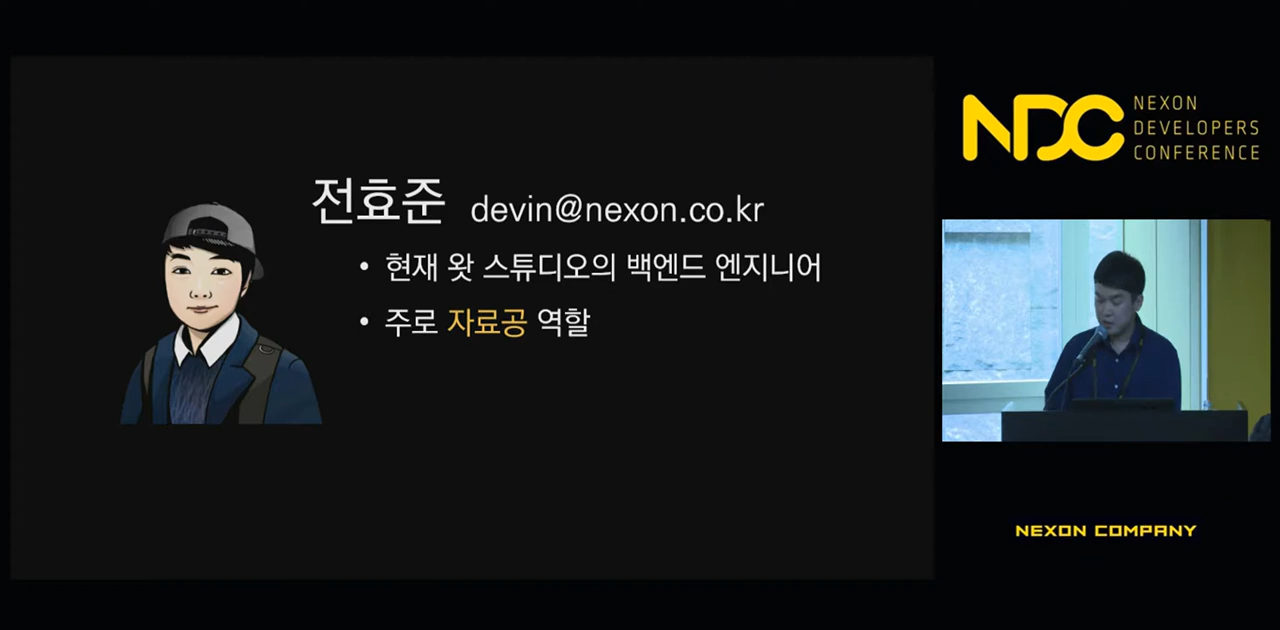 전효준 devin@nexon.co.kr
• 현재 왓 스튜디오의 백엔드 엔지니어
• 주로 자료공 역할
NDC
NEXON
DEVELOPERS
CONFERENCE
NEXON COMPANY